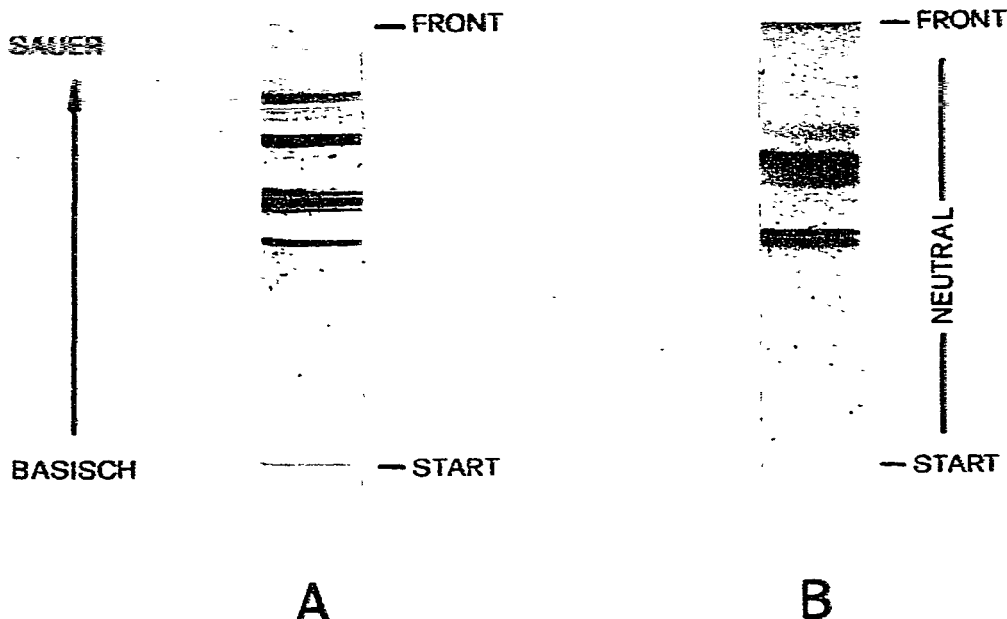 FRONT
FRONT
SAUER
NEUTRAL
BASISCH
START
START
A
B